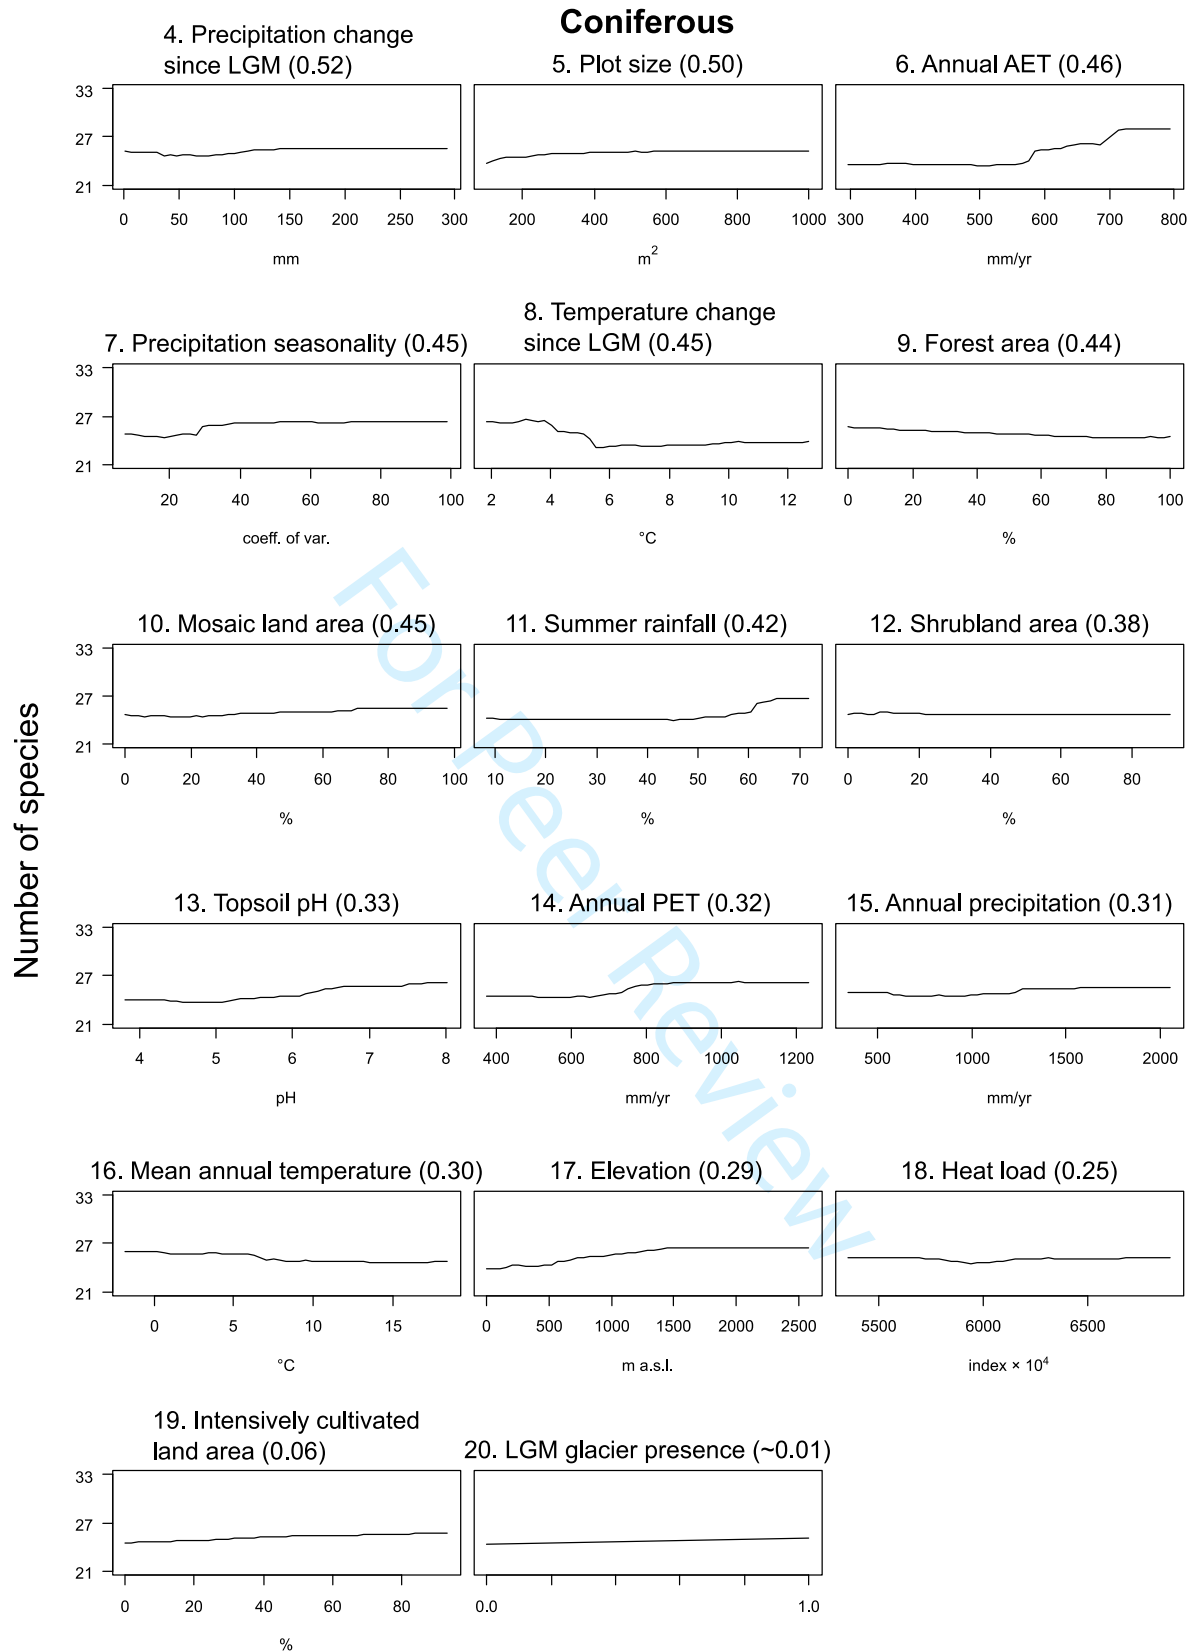 Coniferous
4. Precipitation change
since LGM (0.52)
5. Plot size (0.50)
6. Annual AET (0.46)
33
27
21
0 50 100 150 200 250 300
200 400 600 800 1000
300 400 500 600 700 800
mm
m²
mm/yr
7. Precipitation seasonality (0.45)
8. Temperature change
since LGM (0.45)
9. Forest area (0.44)
33
27
21
20 40 60 80 100
2 4 6 8 10 12
0 20 40 60 80 100
coeff. of var.
°C
%
10. Mosaic land area (0.45)
11. Summer rainfall (0.42)
12. Shrubland area (0.38)
33
27
21
0 20 40 60 80 100
10 20 30 40 50 60 70
0 20 40 60 80
%
%
%
Number of species
13. Topsoil pH (0.33)
14. Annual PET (0.32)
15. Annual precipitation (0.31)
33
27
21
4 5 6 7 8
400 600 800 1000 1200
500 1000 1500 2000
pH
mm/yr
mm/yr
16. Mean annual temperature (0.30)
17. Elevation (0.29)
18. Heat load (0.25)
33
27
21
0 5 10 15
0 500 1000 1500 2000 2500
5500 6000 6500
°C
m a.s.l.
index × 10⁴
19. Intensively cultivated
land area (0.06)
20. LGM glacier presence (~0.01)
33
27
21
0 20 40 60 80
0.0 1.0
%
For Peer Review